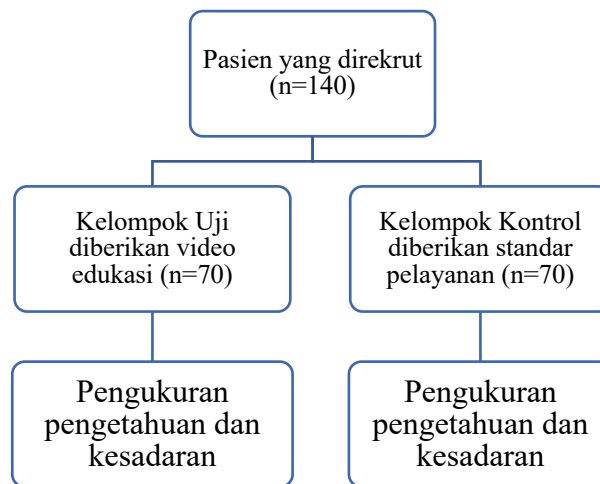 Pasien yang direkrut
(n=140)
Kelompok Uji
diberikan video
edukasi (n=70)
Kelompok Kontrol
diberikan standar
pelayanan (n=70)
Pengukuran
pengetahuan dan
kesadaran
Pengukuran
pengetahuan dan
kesadaran